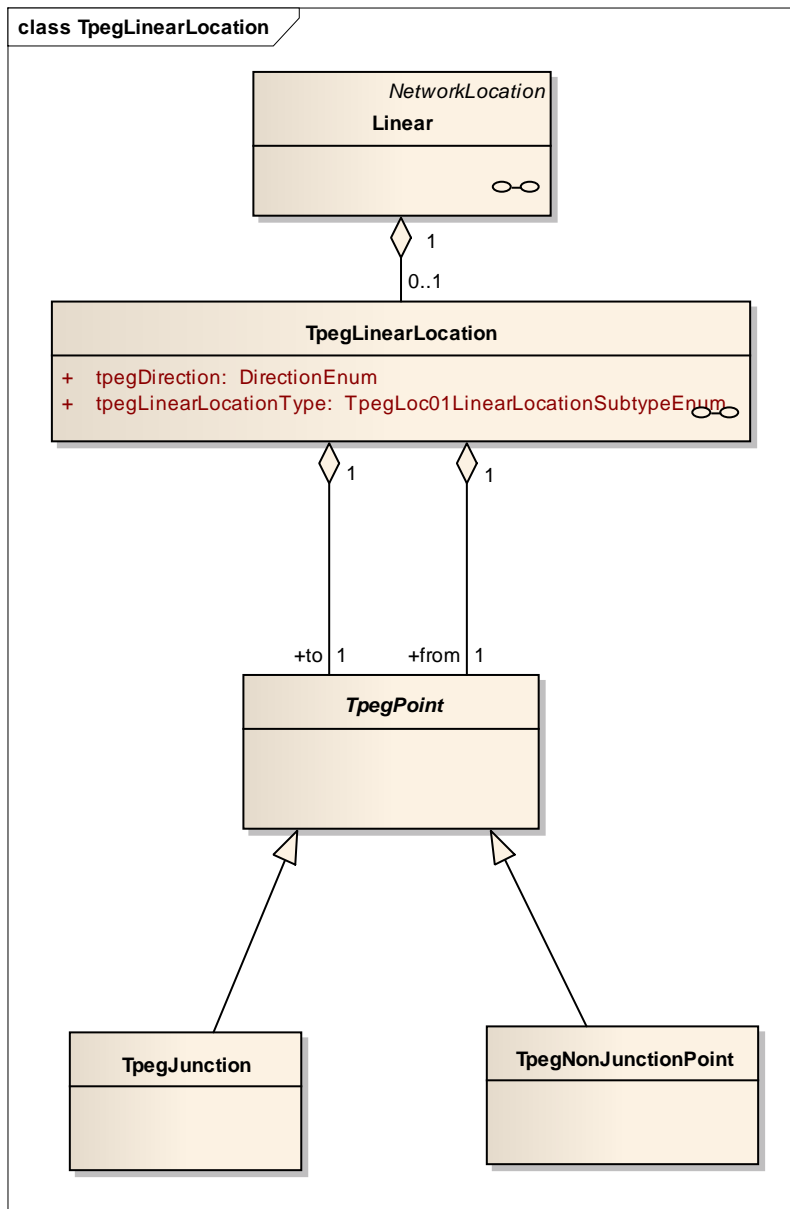 class TpegLinearLocation
NetworkLocation
Linear
1
0..1
TpegLinearLocation
+ tpegDirection: DirectionEnum
+ tpegLinearLocationType: TpegLoc01LinearLocationSubtypeEnum
1 1
+to 1 +from 1
TpegPoint
TpegJunction
TpegNonJunctionPoint